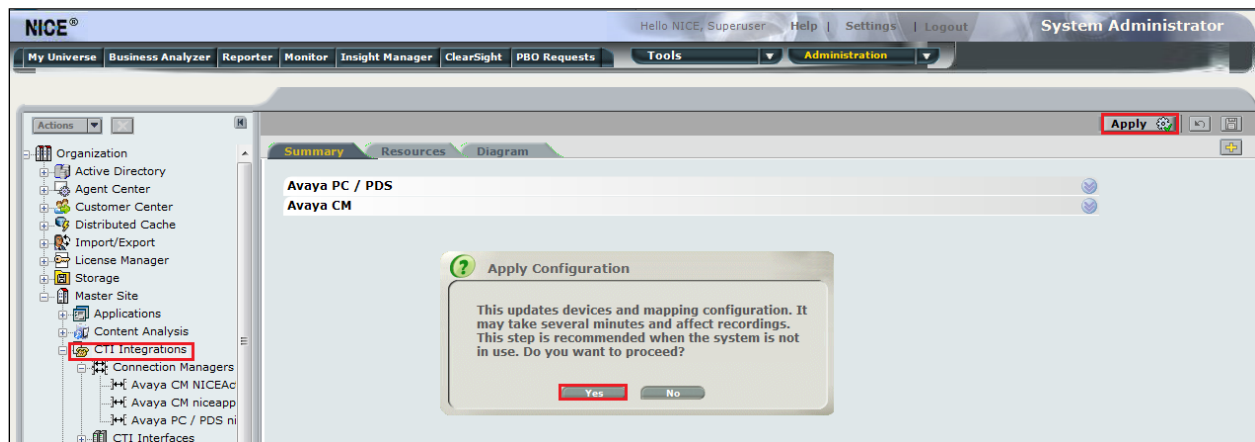 NICE®
Hello NICE, Superuser Help | Settings | Logout
System Administrator
My Universe Business Analyzer Reporter Monitor Insight Manager ClearSight PBO Requests Tools Administration
Actions
Apply
Organization
Active Directory
Agent Center
Customer Center
Distributed Cache
Import/Export
License Manager
Storage
Master Site
Applications
Content Analysis
CTI Integrations
Connection Managers
Avaya CM NICEAc
Avaya CM niceapp
Avaya PC / PDS ni
CTI Interfaces
Summary Resources Diagram
Avaya PC / PDS
Avaya CM
? Apply Configuration
This updates devices and mapping configuration. It
may take several minutes and affect recordings.
This step is recommended when the system is not
in use. Do you want to proceed?
Yes No